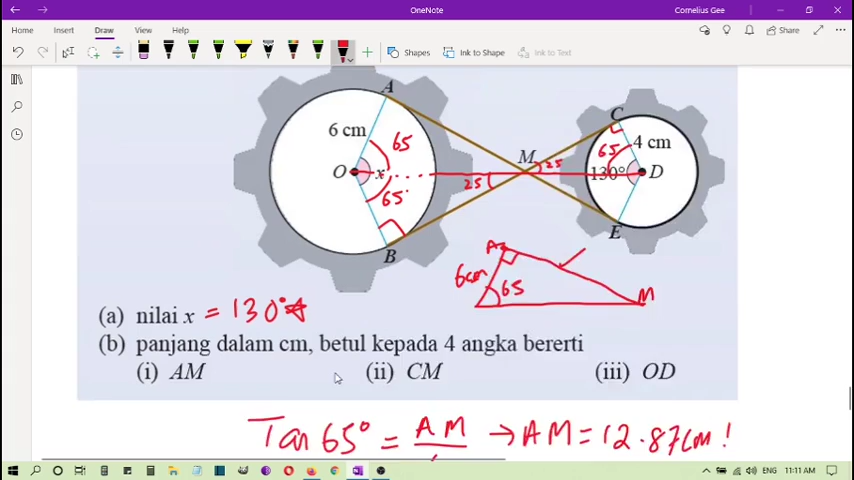 OneNote
Cornelius Gee
Home Insert Draw View Help
Shapes Ink to Shape Ink to Text Share
A
C
6 cm 65 M 65 4 cm
O x 25 25 130° D
65°
B E
A
6cm 65 M
(a) nilai x = 130°
(b) panjang dalam cm, betul kepada 4 angka bererti
(i) AM (ii) CM (iii) OD
Tan 65° = AM → AM = 12.87cm!
ENG 11:11 AM